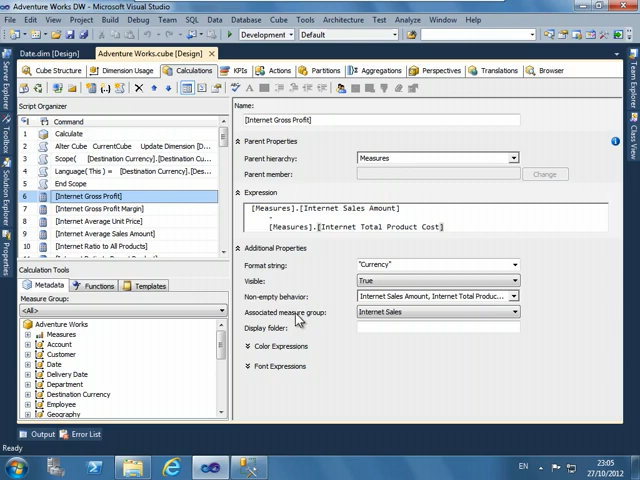 Adventure Works DW - Microsoft Visual Studio
File Edit View Project Build Debug Team SQL Data Database Cube Tools Architecture Test Analyze Window Help
Development Default
Date.dim [Design] Adventure Works.cube [Design]
Cube Structure Dimension Usage Calculations KPIs Actions Partitions Aggregations Perspectives Translations Browser
Script Organizer
Command
1 Calculate
2 Alter Cube CurrentCube Update Dimension [D...
3 Scope( [Destination Currency].[Destination C...
4 Language( This ) = [Destination Currency].[D...
5 End Scope
6 [Internet Gross Profit]
7 [Internet Gross Profit Margin]
8 [Internet Average Unit Price]
9 [Internet Average Sales Amount]
10 [Internet Ratio to All Products]
Calculation Tools
Metadata Functions Templates
Measure Group:
<All>
Adventure Works
Measures
Account
Customer
Date
Delivery Date
Department
Destination Currency
Employee
Geography
Name:
[Internet Gross Profit]
Parent Properties
Parent hierarchy: Measures
Parent member: Change
Expression
[Measures].[Internet Sales Amount]
-
[Measures].[Internet Total Product Cost]
Additional Properties
Format string: "Currency"
Visible: True
Non-empty behavior: Internet Sales Amount, Internet Total Produc...
Associated measure group: Internet Sales
Display folder:
Color Expressions
Font Expressions
Server Explorer
Toolbox
Solution Explorer
Properties
Team Explorer
Class View
Output Error List
Ready
EN
23:05
27/10/2012